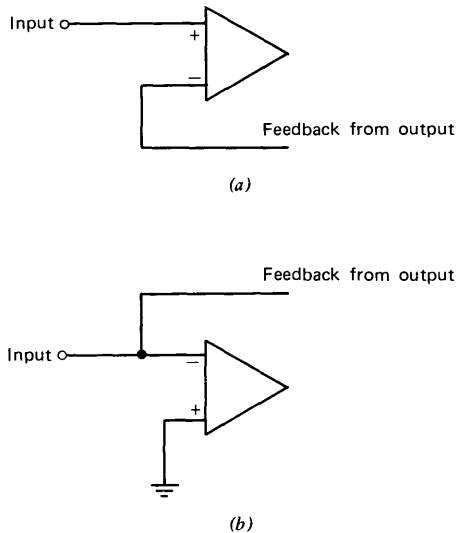 Input
+
−
Feedback from output
(a)
Feedback from output
Input
−
+
(b)